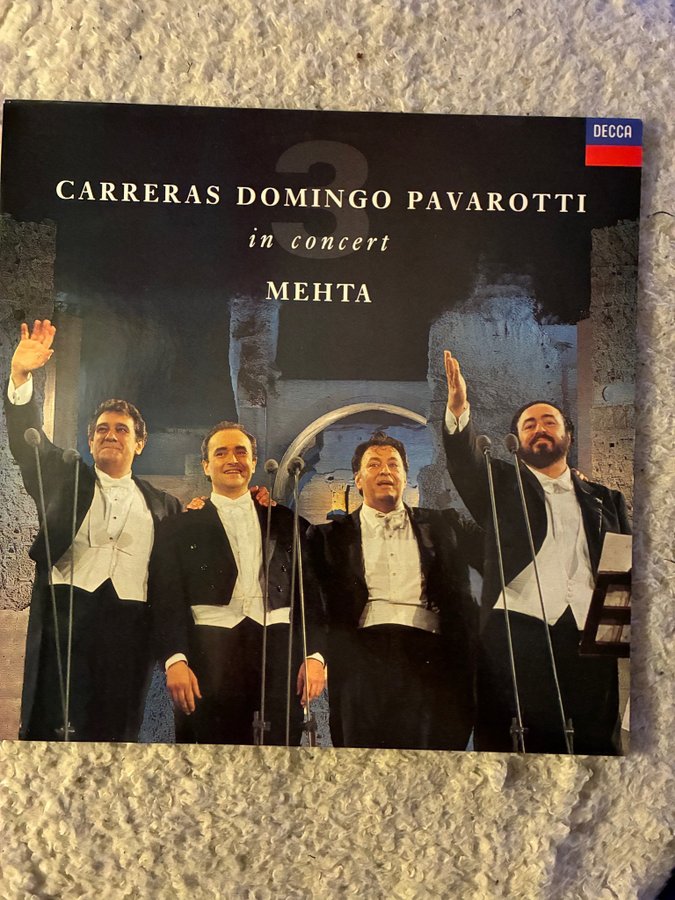 DECCA
3
CARRERAS DOMINGO PAVAROTTI
in concert
MEHTA